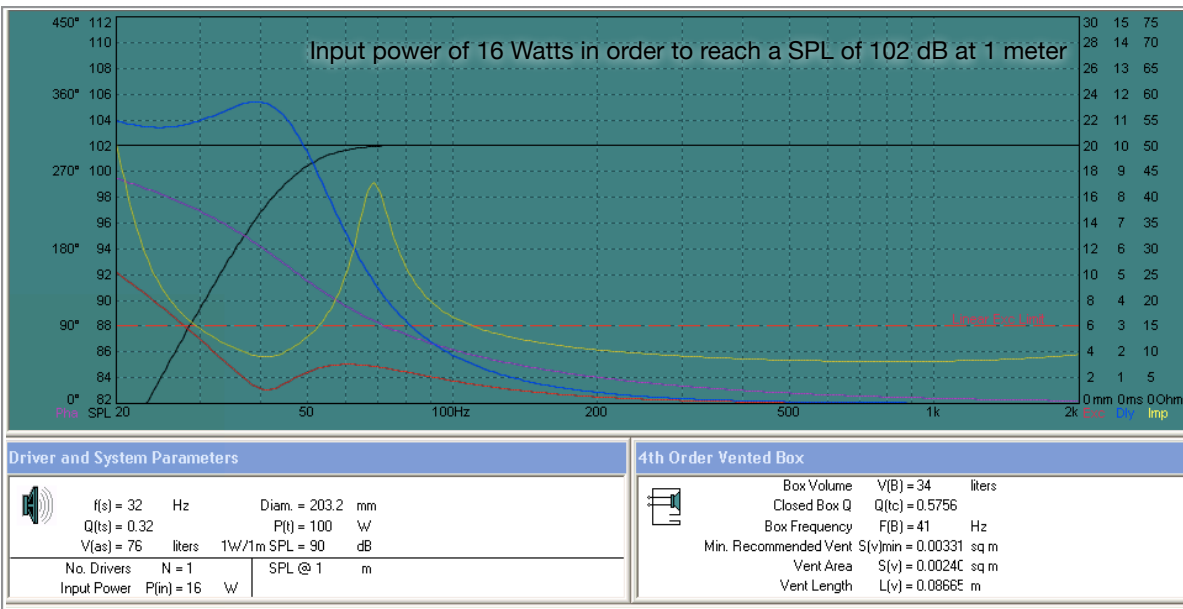 Input power of 16 Watts in order to reach a SPL of 102 dB at 1 meter
450° 112 30 15 75
110 28 14 70
108 26 13 65
360° 106 24 12 60
104 22 11 55
102 20 10 50
270° 100 18 9 45
98 16 8 40
96 14 7 35
180° 94 12 6 30
92 10 5 25
90 8 4 20
90° 88 Linear Exc Limit 6 3 15
86 4 2 10
84 2 1 5
0° 82 0mm 0ms 0Ohm
Pha SPL 20 50 100Hz 200 500 1k 2k Exc Dly Imp
Driver and System Parameters
f(s) = 32 Hz Diam. = 203.2 mm
Q(ts) = 0.32 P(t) = 100 W
V(as) = 76 liters 1W/1m SPL = 90 dB
No. Drivers N = 1 SPL @ 1 m
Input Power P(in) = 16 W
4th Order Vented Box
Box Volume V(B) = 34 liters
Closed Box Q Q(tc) = 0.5756
Box Frequency F(B) = 41 Hz
Min. Recommended Vent S(v)min = 0.00331 sq m
Vent Area S(v) = 0.0024 sq m
Vent Length L(v) = 0.08665 m